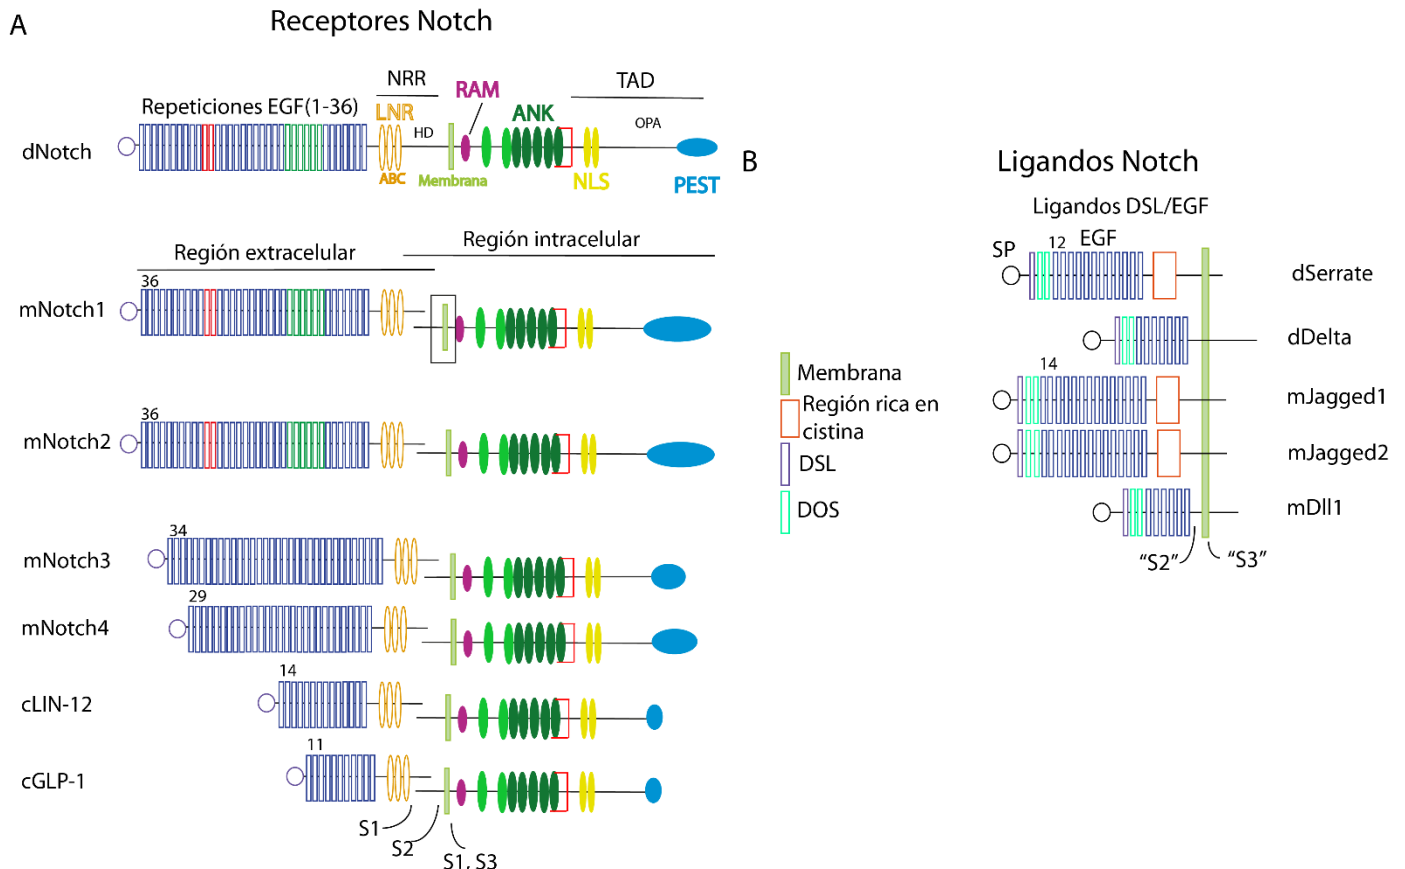 A
Receptores Notch
NRR
TAD
RAM
Repeticiones EGF(1-36)
LNR
ANK
HD
OPA
dNotch
ABC
Membrana
NLS
PEST
Región extracelular
Región intracelular
36
mNotch1
36
mNotch2
34
mNotch3
29
mNotch4
14
cLIN-12
11
cGLP-1
S1
S2
S1, S3
B
Ligandos Notch
Ligandos DSL/EGF
SP
12
EGF
dSerrate
dDelta
14
mJagged1
mJagged2
mDll1
"S2"
"S3"
Membrana
Región rica en
cistina
DSL
DOS